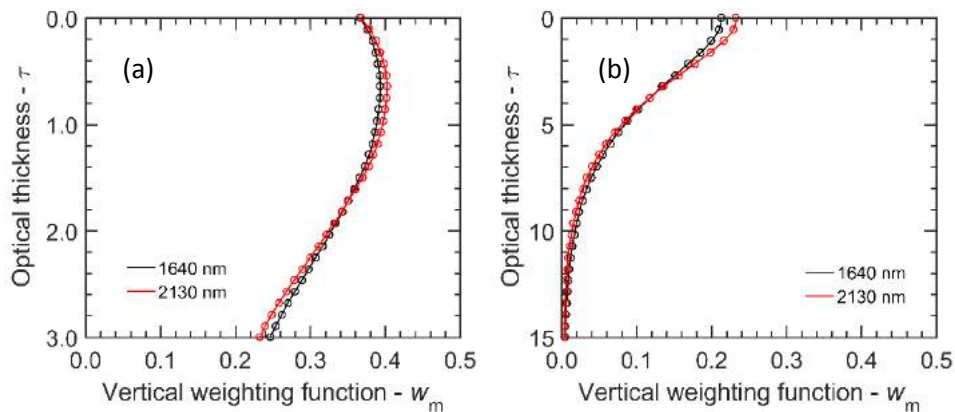 (a)
0.0
1.0
2.0
3.0
Optical thickness - τ
1640 nm
2130 nm
0.0 0.1 0.2 0.3 0.4 0.5
Vertical weighting function - wm
(b)
0
5
10
15
Optical thickness - τ
1640 nm
2130 nm
0.0 0.1 0.2 0.3 0.4 0.5
Vertical weighting function - wm